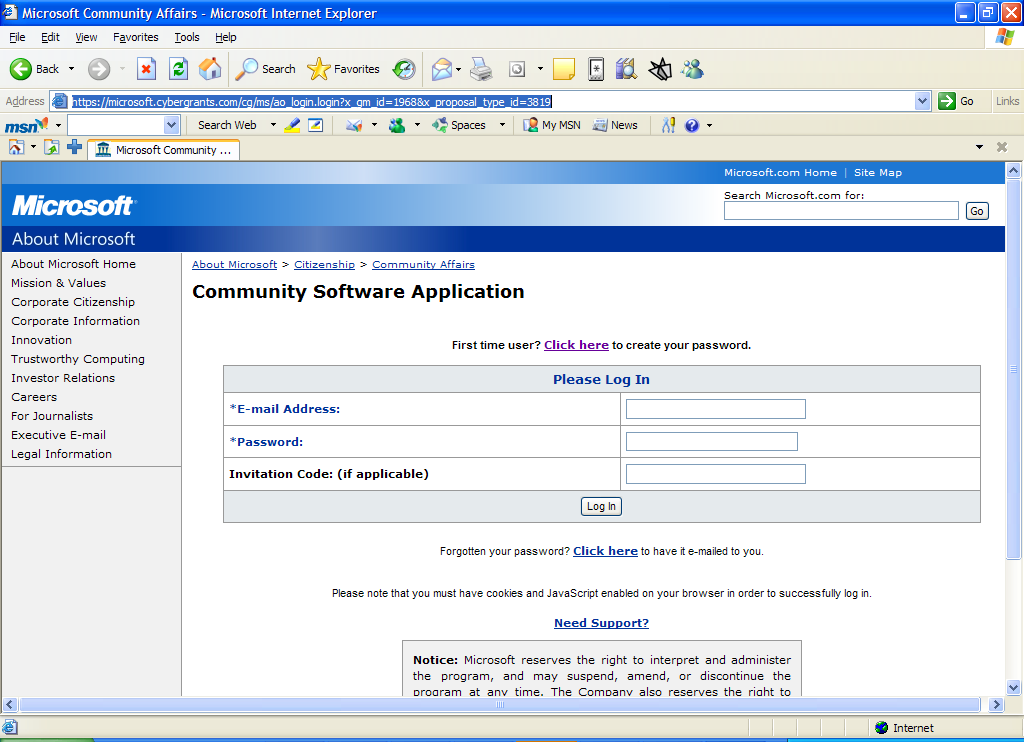 Microsoft Community Affairs - Microsoft Internet Explorer
File Edit View Favorites Tools Help
Back Search Favorites
Address https://microsoft.cybergrants.com/cg/ms/ao_login.login?x_gm_id=1968&x_proposal_type_id=3819 Go Links
msn Search Web Spaces My MSN News
Microsoft Community ...
Microsoft.com Home | Site Map
Microsoft
Search Microsoft.com for:
Go
About Microsoft
About Microsoft Home
Mission & Values
Corporate Citizenship
Corporate Information
Innovation
Trustworthy Computing
Investor Relations
Careers
For Journalists
Executive E-mail
Legal Information
About Microsoft > Citizenship > Community Affairs
Community Software Application
First time user? Click here to create your password.
Please Log In
*E-mail Address:
*Password:
Invitation Code: (if applicable)
Log In
Forgotten your password? Click here to have it e-mailed to you.
Please note that you must have cookies and JavaScript enabled on your browser in order to successfully log in.
Need Support?
Notice: Microsoft reserves the right to interpret and administer
the program, and may suspend, amend, or discontinue the
program at any time. The Company also reserves the right to
Internet